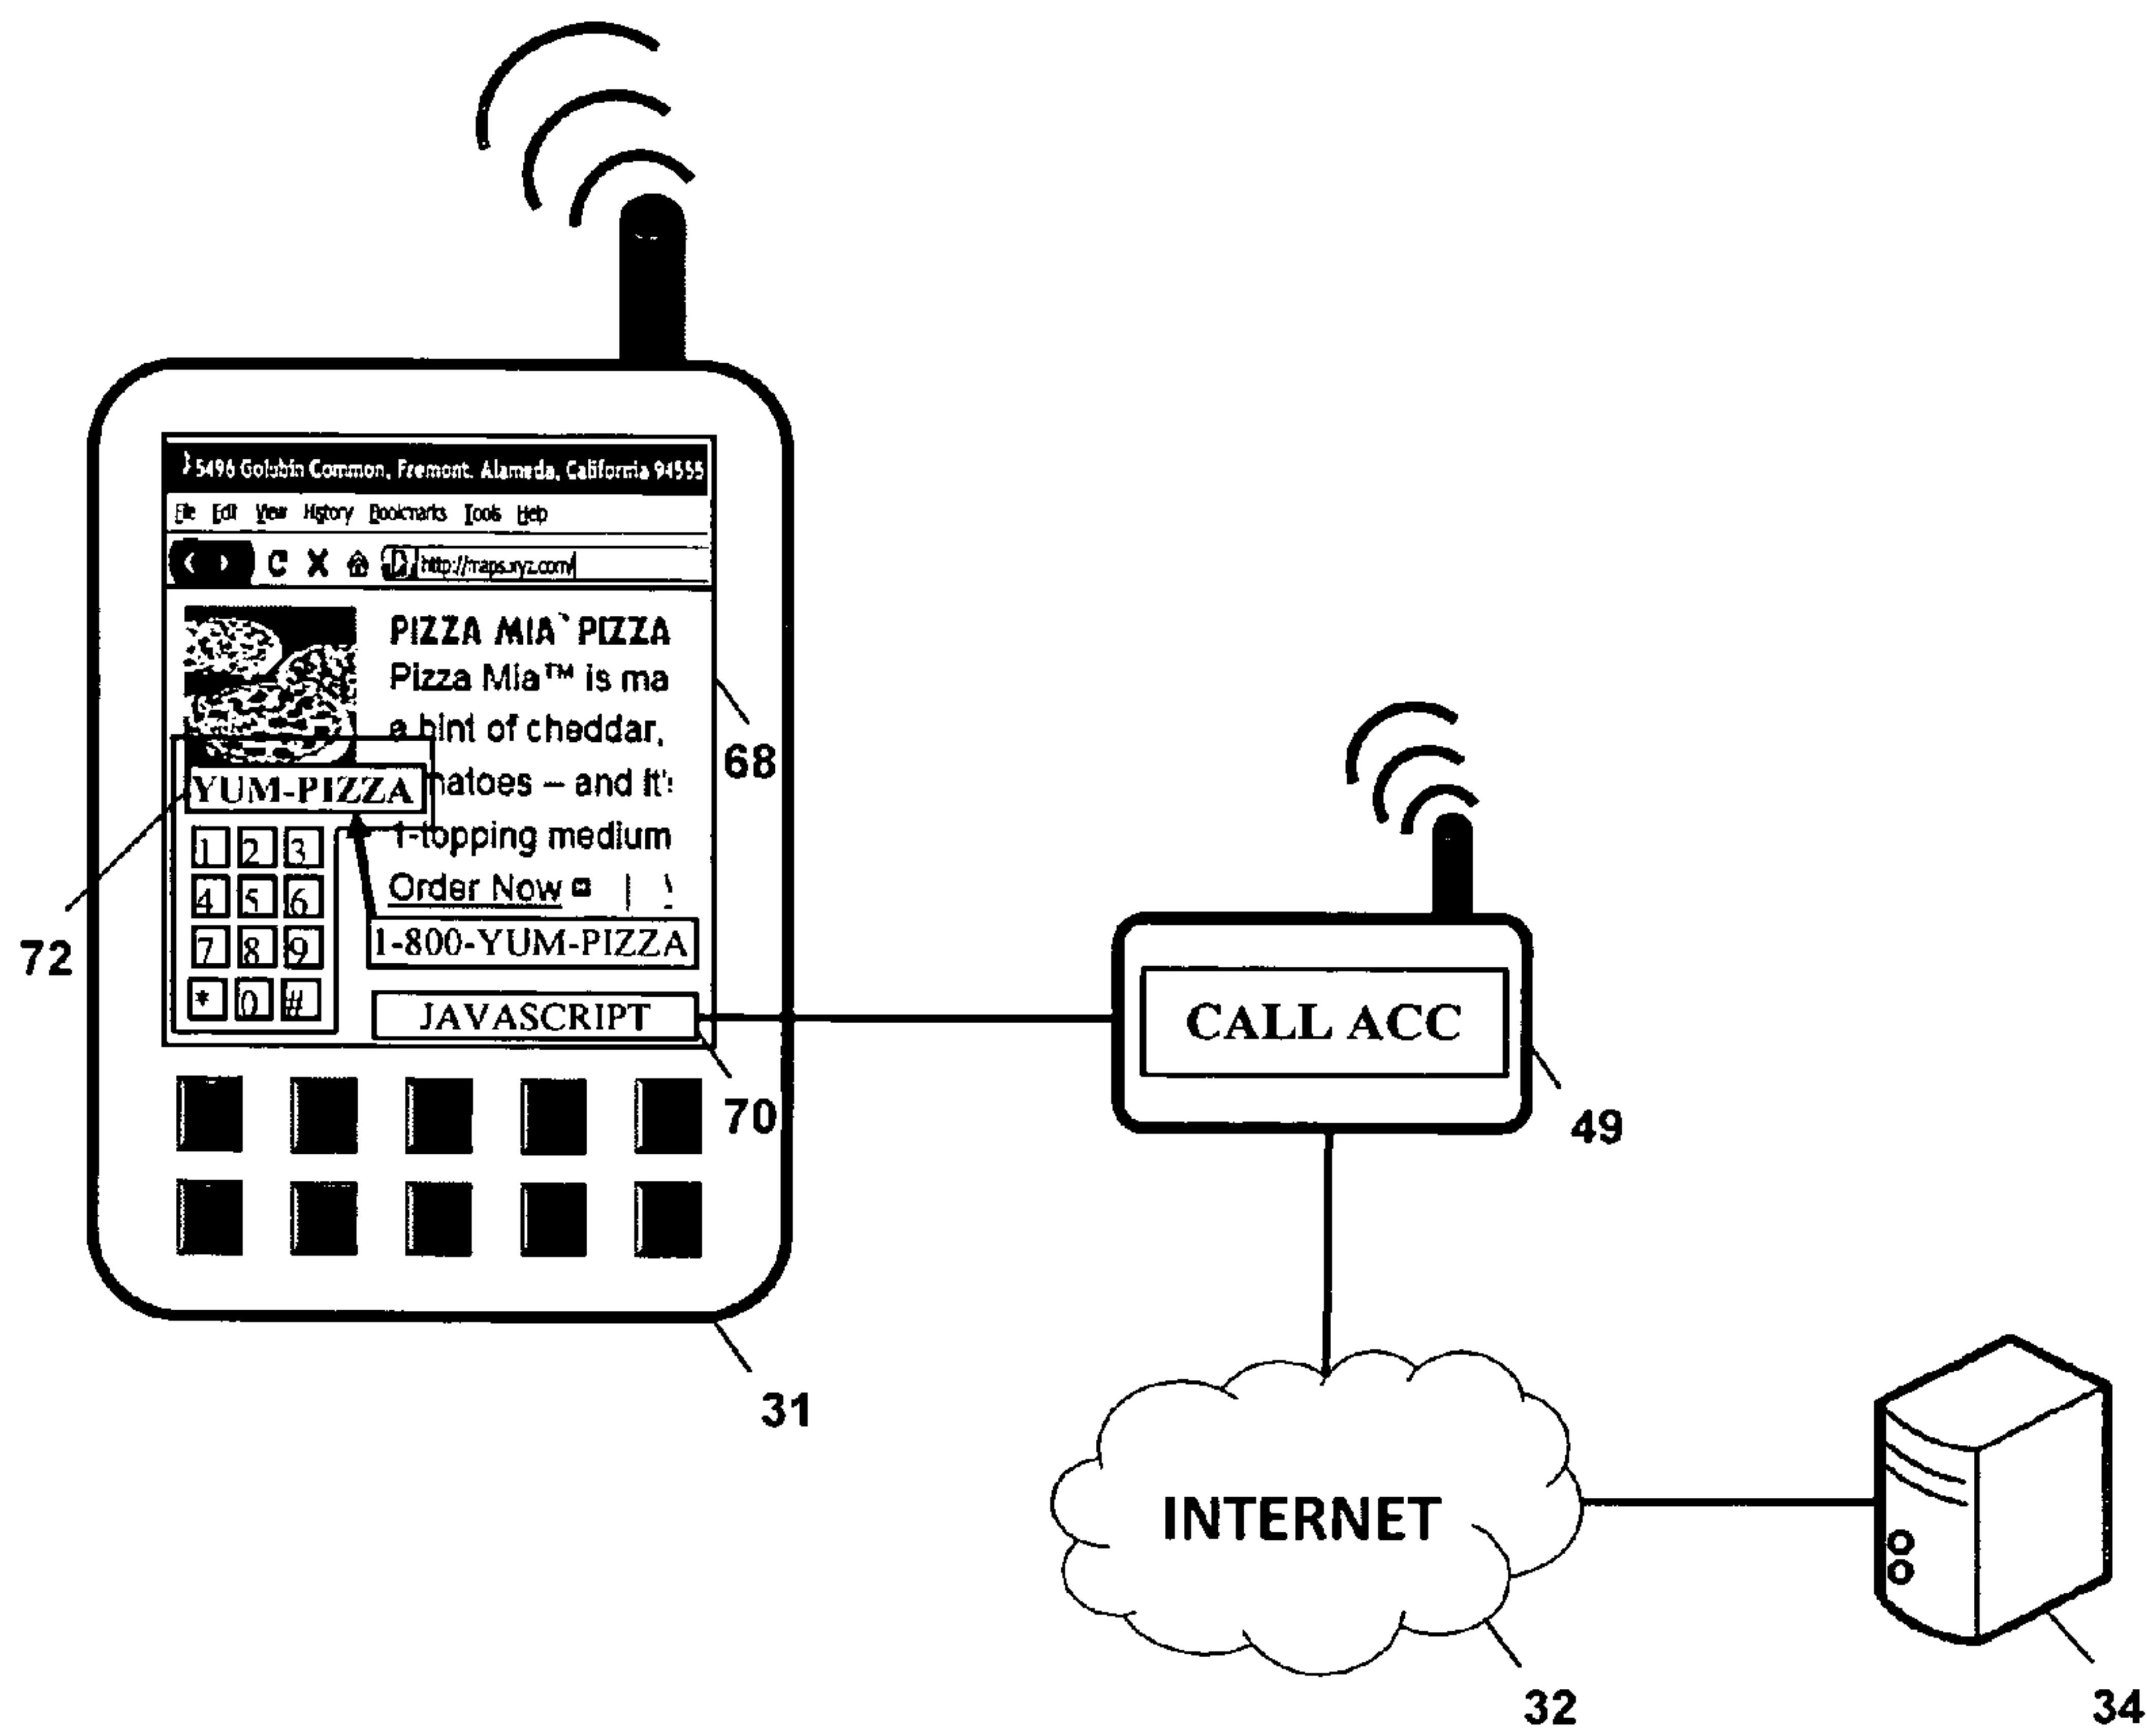 5496 Golubin Common, Fremont. Alameda, California 94555
File Edit View History Bookmarks Tools Help
http://maps.xyz.com/
PIZZA MIA PIZZA
Pizza Mia™ is ma
a hint of cheddar,
68
YUM-PIZZA
natoes – and it's
1-topping medium
1 2 3
4 5 6
Order Now
72
7 8 9
1-800-YUM-PIZZA
* 0 #
JAVASCRIPT
CALL ACC
70
49
31
INTERNET
32
34